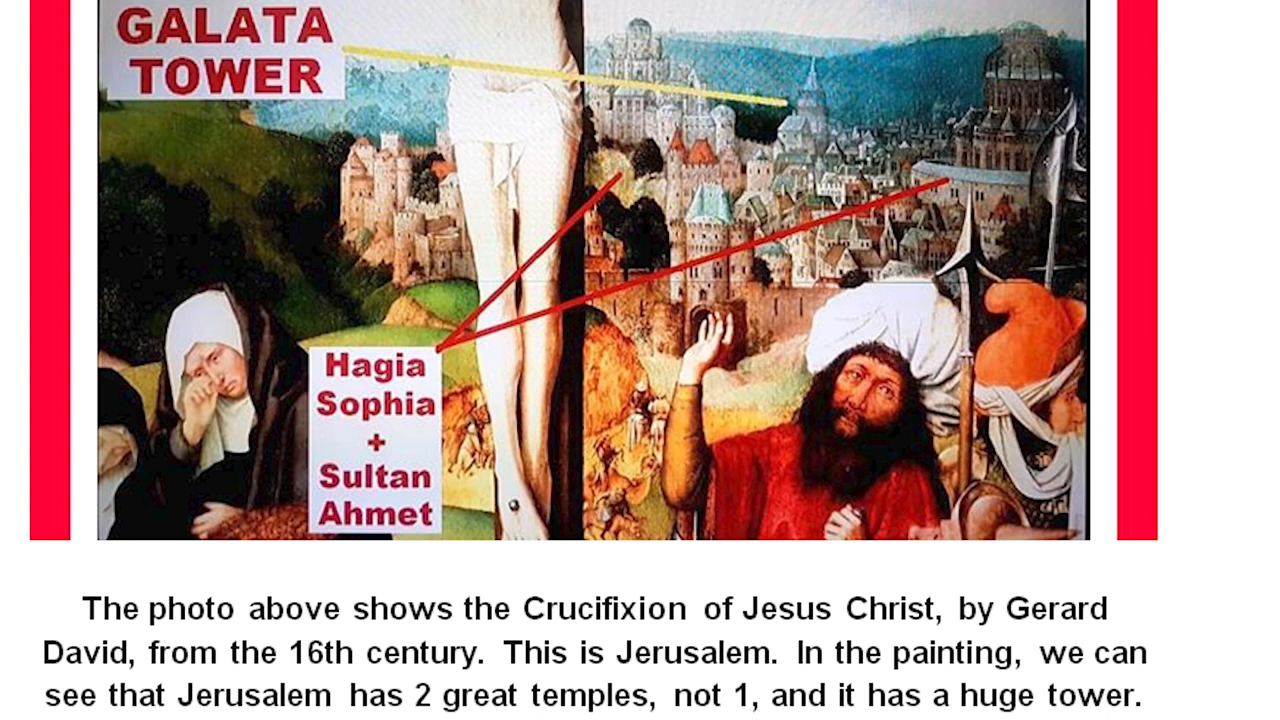 GALATA
TOWER
Hagia
Sophia
+
Sultan
Ahmet
The photo above shows the Crucifixion of Jesus Christ, by Gerard
David, from the 16th century. This is Jerusalem. In the painting, we can
see that Jerusalem has 2 great temples, not 1, and it has a huge tower.